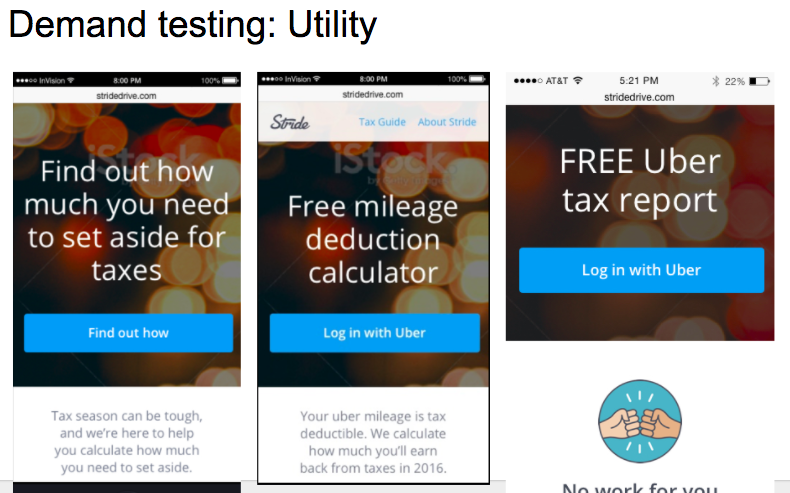 Demand testing: Utility
InVision
8:00 PM
100%
stridedrive.com
iStock
Find out how
much you need
to set aside for
taxes
Find out how
Tax season can be tough,
and we're here to help
you calculate how much
you need to set aside.
InVision
8:00 PM
100%
stridedrive.com
Stride
Tax Guide
About Stride
iStock
Free mileage
deduction
calculator
Log in with Uber
Your uber mileage is tax
deductible. We calculate
how much you'll earn
back from taxes in 2016.
AT&T
5:21 PM
22%
stridedrive.com
FREE Uber
tax report
Log in with Uber
No work for you